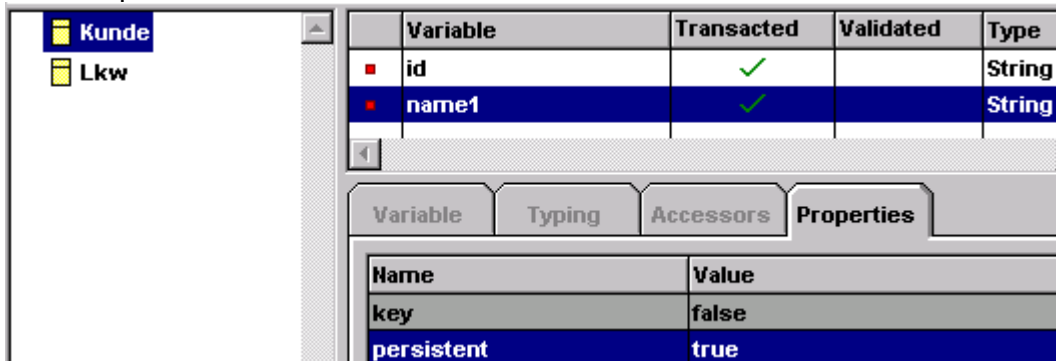 Kunde
Lkw
Variable Transacted Validated Type
id String
name1 String
Variable Typing Accessors Properties
Name Value
key false
persistent true